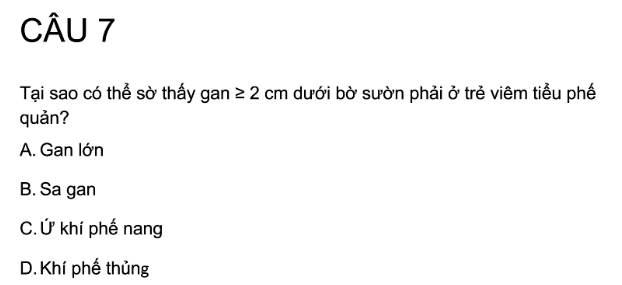 CÂU 7
Tại sao có thể sờ thấy gan ≥ 2 cm dưới bờ sườn phải ở trẻ viêm tiểu phế
quản?
A. Gan lớn
B. Sa gan
C. Ứ khí phế nang
D. Khí phế thủng